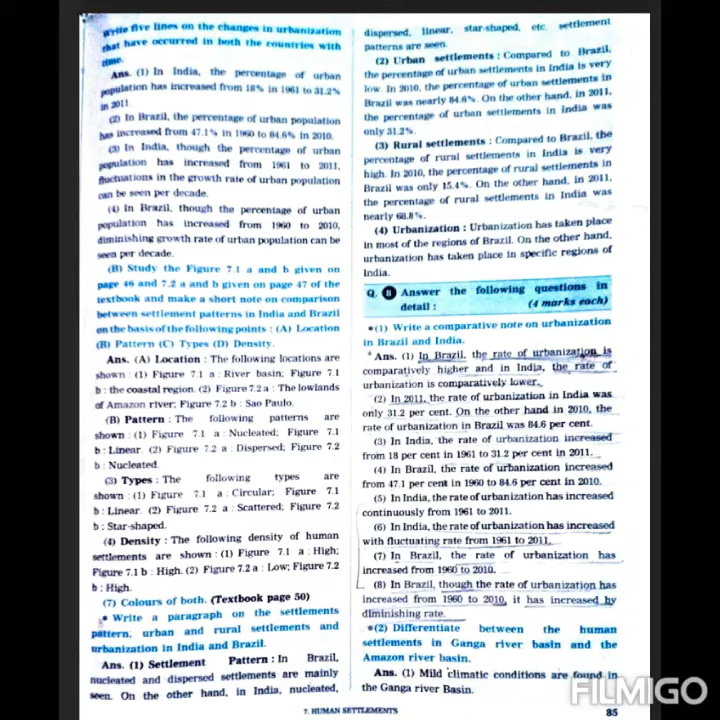 Write five lines on the changes in urbanization
that have occurred in both the countries with
time.
Ans. (1) In India, the percentage of urban
population has increased from 18% in 1961 to 31.2%
in 2011.
(2) In Brazil, the percentage of urban population
has increased from 47.1% in 1960 to 84.6% in 2010.
(3) In India, though the percentage of urban
population has increased from 1961 to 2011,
fluctuations in the growth rate of urban population
can be seen per decade.
(4) In Brazil, though the percentage of urban
population has increased from 1960 to 2010,
diminishing growth rate of urban population can be
seen per decade.
(B) Study the Figure 7.1 a and b given on
page 46 and 7.2 a and b given on page 47 of the
textbook and make a short note on comparison
between settlement patterns in India and Brazil
on the basis of the following points : (A) Location
(B) Pattern (C) Types (D) Density.
Ans. (A) Location : The following locations are
shown : (1) Figure 7.1 a : River basin; Figure 7.1
b : the coastal region. (2) Figure 7.2 a : The lowlands
of Amazon river; Figure 7.2 b : Sao Paulo.
(B) Pattern : The following patterns are
shown : (1) Figure 7.1 a : Nucleated; Figure 7.1
b : Linear. (2) Figure 7.2 a : Dispersed; Figure 7.2
b : Nucleated.
(3) Types : The following types are
shown : (1) Figure 7.1 a : Circular; Figure 7.1
b : Linear. (2) Figure 7.2 a : Scattered; Figure 7.2
b : Star-shaped.
(4) Density : The following density of human
settlements are shown : (1) Figure 7.1 a : High;
Figure 7.1 b : High. (2) Figure 7.2 a : Low; Figure 7.2
b : High.
(7) Colours of both. (Textbook page 50)
• Write a paragraph on the settlements
pattern, urban and rural settlements and
urbanization in India and Brazil.
Ans. (1) Settlement Pattern : In Brazil,
nucleated and dispersed settlements are mainly
seen. On the other hand, in India, nucleated,
dispersed, linear, star-shaped, etc. settlement
patterns are seen.
(2) Urban settlements : Compared to Brazil,
the percentage of urban settlements in India is very
low. In 2010, the percentage of urban settlements in
Brazil was nearly 84.6%. On the other hand, in 2011,
the percentage of urban settlements in India was
only 31.2%.
(3) Rural settlements : Compared to Brazil, the
percentage of rural settlements in India is very
high. In 2010, the percentage of rural settlements in
Brazil was only 15.4%. On the other hand, in 2011,
the percentage of rural settlements in India was
nearly 68.8%.
(4) Urbanization : Urbanization has taken place
in most of the regions of Brazil. On the other hand,
urbanization has taken place in specific regions of
India.
Q. 8 Answer the following questions in
detail : (4 marks each)
*(1) Write a comparative note on urbanization
in Brazil and India.
Ans. (1) In Brazil, the rate of urbanization is
comparatively higher and in India, the rate of
urbanization is comparatively lower.
(2) In 2011, the rate of urbanization in India was
only 31.2 per cent. On the other hand in 2010, the
rate of urbanization in Brazil was 84.6 per cent.
(3) In India, the rate of urbanization increased
from 18 per cent in 1961 to 31.2 per cent in 2011.
(4) In Brazil, the rate of urbanization increased
from 47.1 per cent in 1960 to 84.6 per cent in 2010.
(5) In India, the rate of urbanization has increased
continuously from 1961 to 2011.
(6) In India, the rate of urbanization has increased
with fluctuating rate from 1961 to 2011.
(7) In Brazil, the rate of urbanization has
increased from 1960 to 2010.
(8) In Brazil, though the rate of urbanization has
increased from 1960 to 2010, it has increased by
diminishing rate.
*(2) Differentiate between the human
settlements in Ganga river basin and the
Amazon river basin.
Ans. (1) Mild climatic conditions are found in
the Ganga river Basin.
7. HUMAN SETTLEMENTS
85
FILMIGO